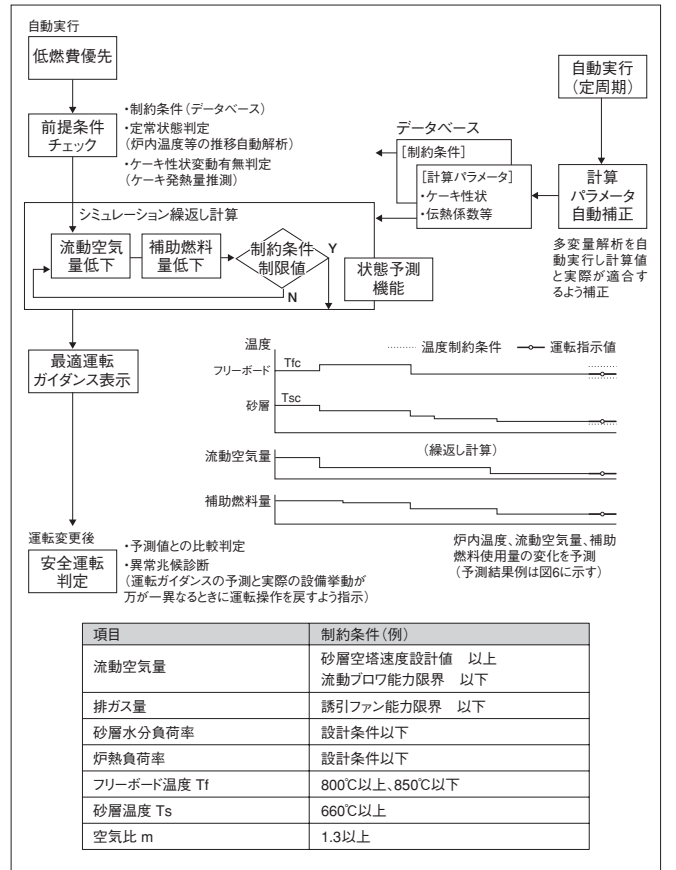 自動実行
低燃費優先
前提条件
チェック
・制約条件（データベース）
・定常状態判定
（炉内温度等の推移自動解析）
・ケーキ性状変動有無判定
（ケーキ発熱量推測）
データベース
［制約条件］
［計算パラメータ］
・ケーキ性状
・伝熱係数等
自動実行
（定周期）
計算
パラメータ
自動補正
多変量解析を自
動実行し計算値
と実際が適合す
るよう補正
シミュレーション繰返し計算
流動空気
量低下
補助燃料
量低下
制約条件
制限値
Y
N
状態予測
機能
最適運転
ガイダンス表示
温度
温度制約条件
運転指示値
フリーボード
Tfc
砂層
Tsc
流動空気量
（繰返し計算）
補助燃料量
炉内温度、流動空気量、補助
燃料使用量の変化を予測
（予測結果例は図6に示す）
運転変更後
安全運転
判定
・予測値との比較判定
・異常兆候診断
（運転ガイダンスの予測と実際の設備挙動が
万が一異なるときに運転操作を戻すよう指示）
項目 制約条件（例）
流動空気量 砂層空塔速度設計値　以上
流動ブロワ能力限界　以下
排ガス量 誘引ファン能力限界　以下
砂層水分負荷率 設計条件以下
炉熱負荷率 設計条件以下
フリーボード温度 Tf 800℃以上、850℃以下
砂層温度 Ts 660℃以上
空気比 m 1.3以上